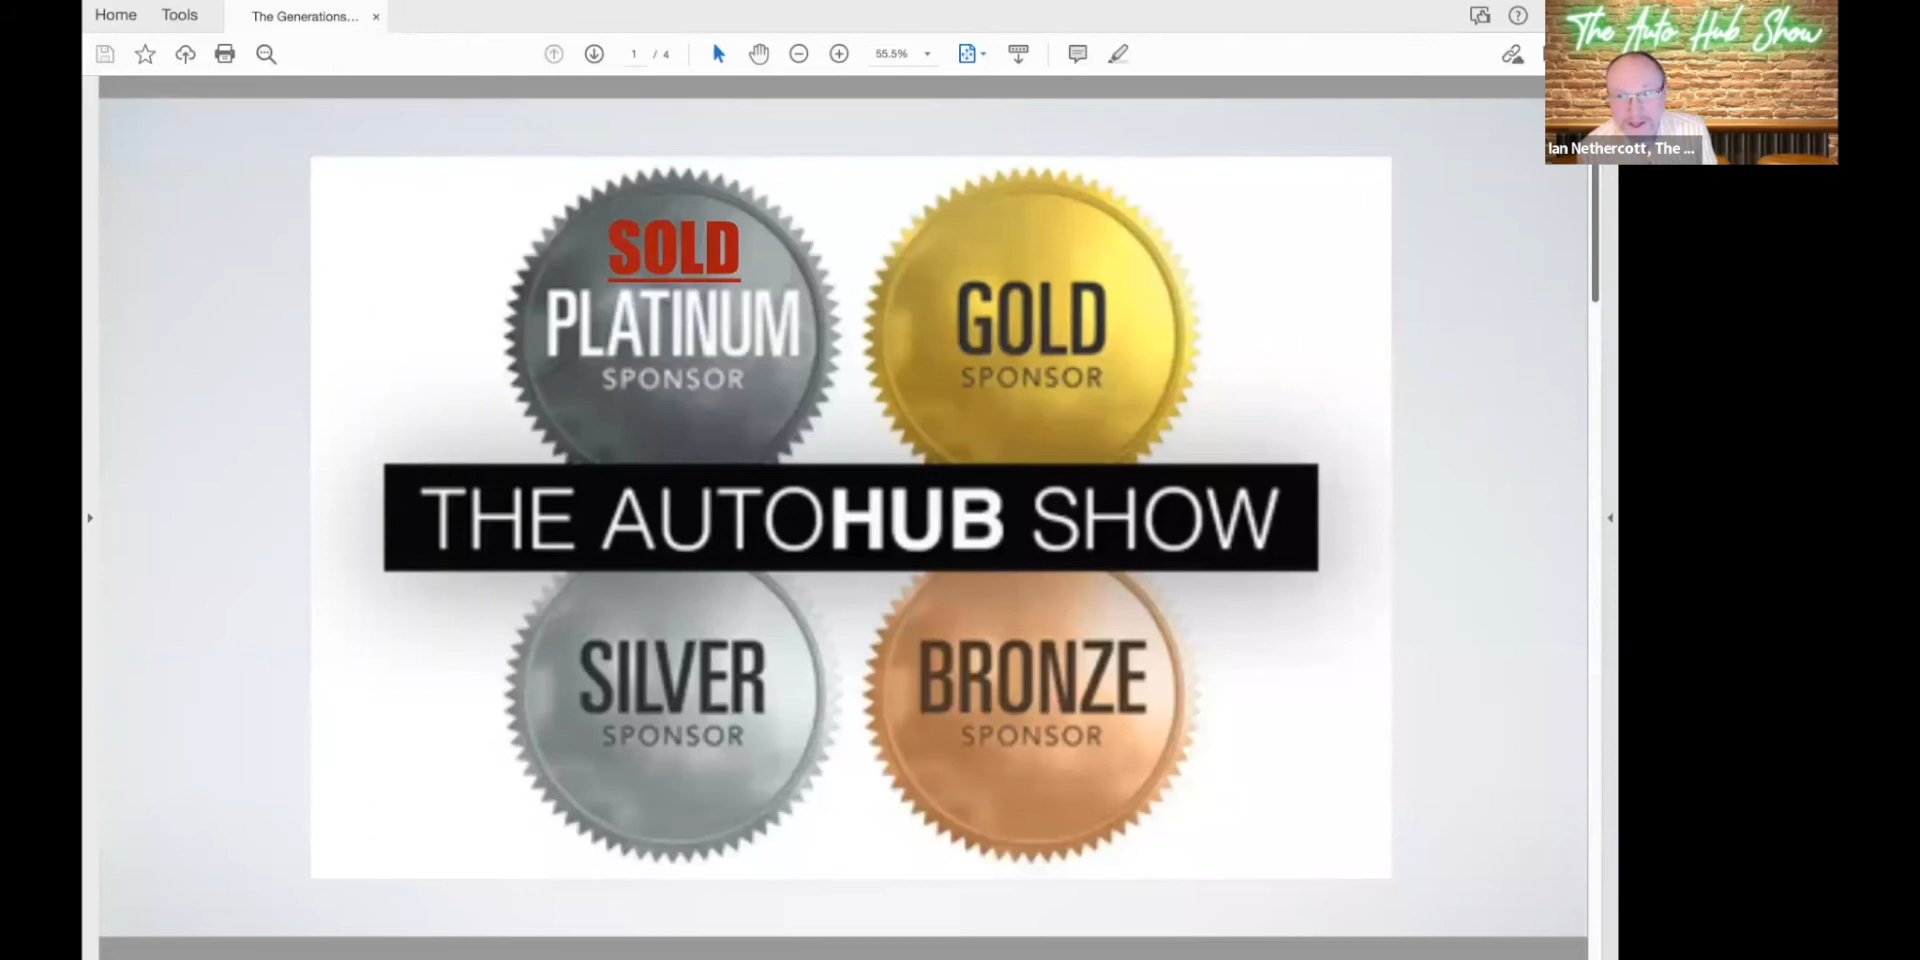 Home Tools The Generations... ×
1 / 4 55.5%
The Auto Hub Show
Ian Nethercott, The ...
SOLD
PLATINUM
SPONSOR
GOLD
SPONSOR
THE AUTOHUB SHOW
SILVER
SPONSOR
BRONZE
SPONSOR